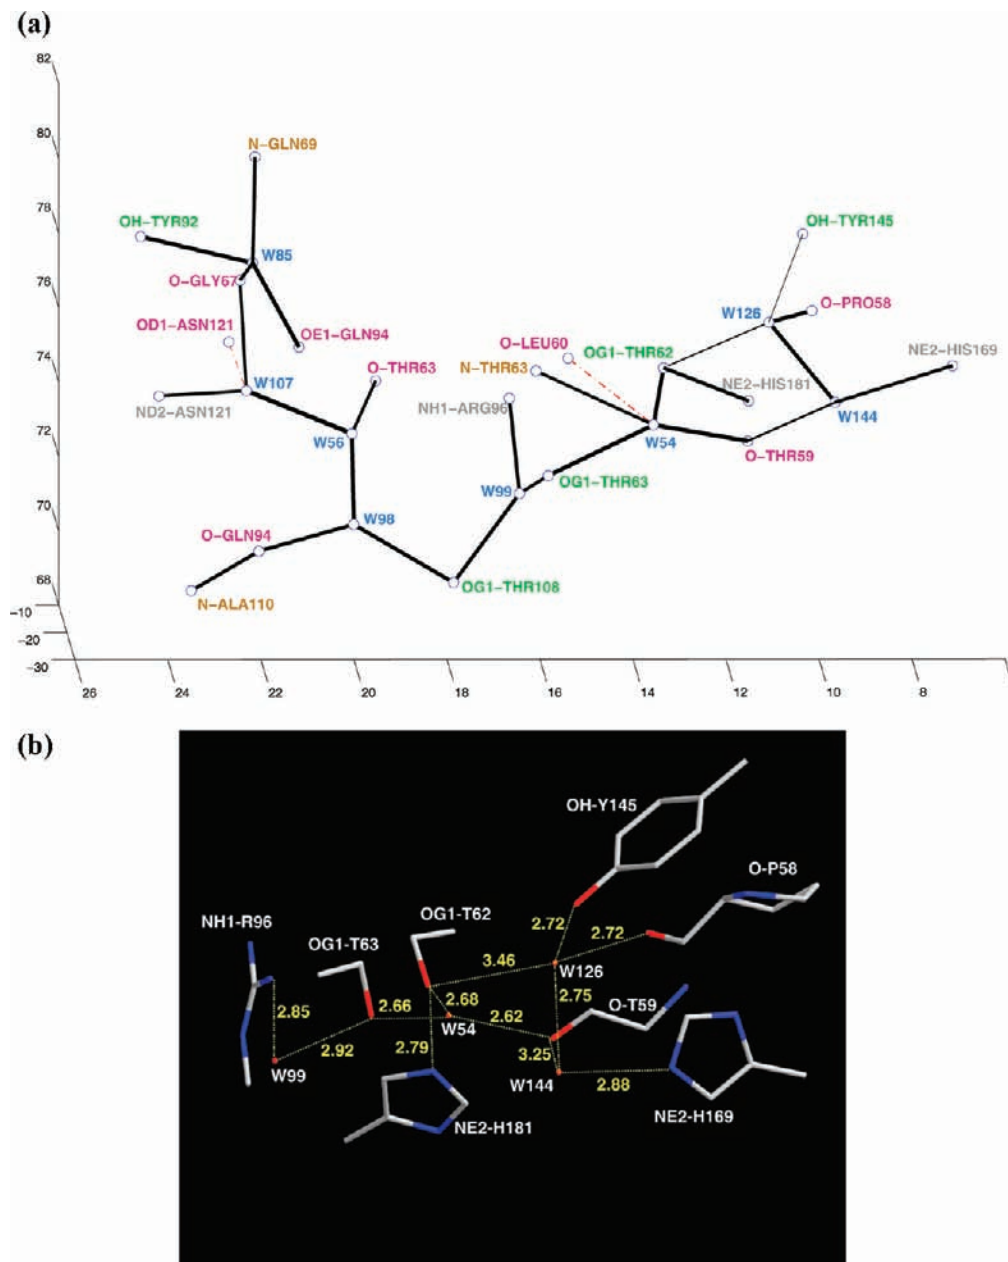 (a)
82
80
78
76
74
72
70
68
-10
-20
-30
26
24
22
20
18
16
14
12
10
8
N-GLN69
OH-TYR92
W85
O-GLY67
OD1-ASN121
OE1-GLN94
W107
ND2-ASN121
O-THR63
W56
O-GLN94
W98
N-ALA110
OG1-THR108
W99
NH1-ARG96
OG1-THR63
N-THR63
O-LEU60
OG1-THR62
W54
NE2-HIS181
O-THR59
W126
OH-TYR145
O-PRO58
W144
NE2-HIS169
(b)
OH-Y145
O-P58
NH1-R96
OG1-T62
OG1-T63
2.72
2.72
3.46
W126
2.85
2.66
2.68
2.75
O-T59
2.62
W54
2.92
2.79
3.25
W99
W144
2.88
NE2-H181
NE2-H169